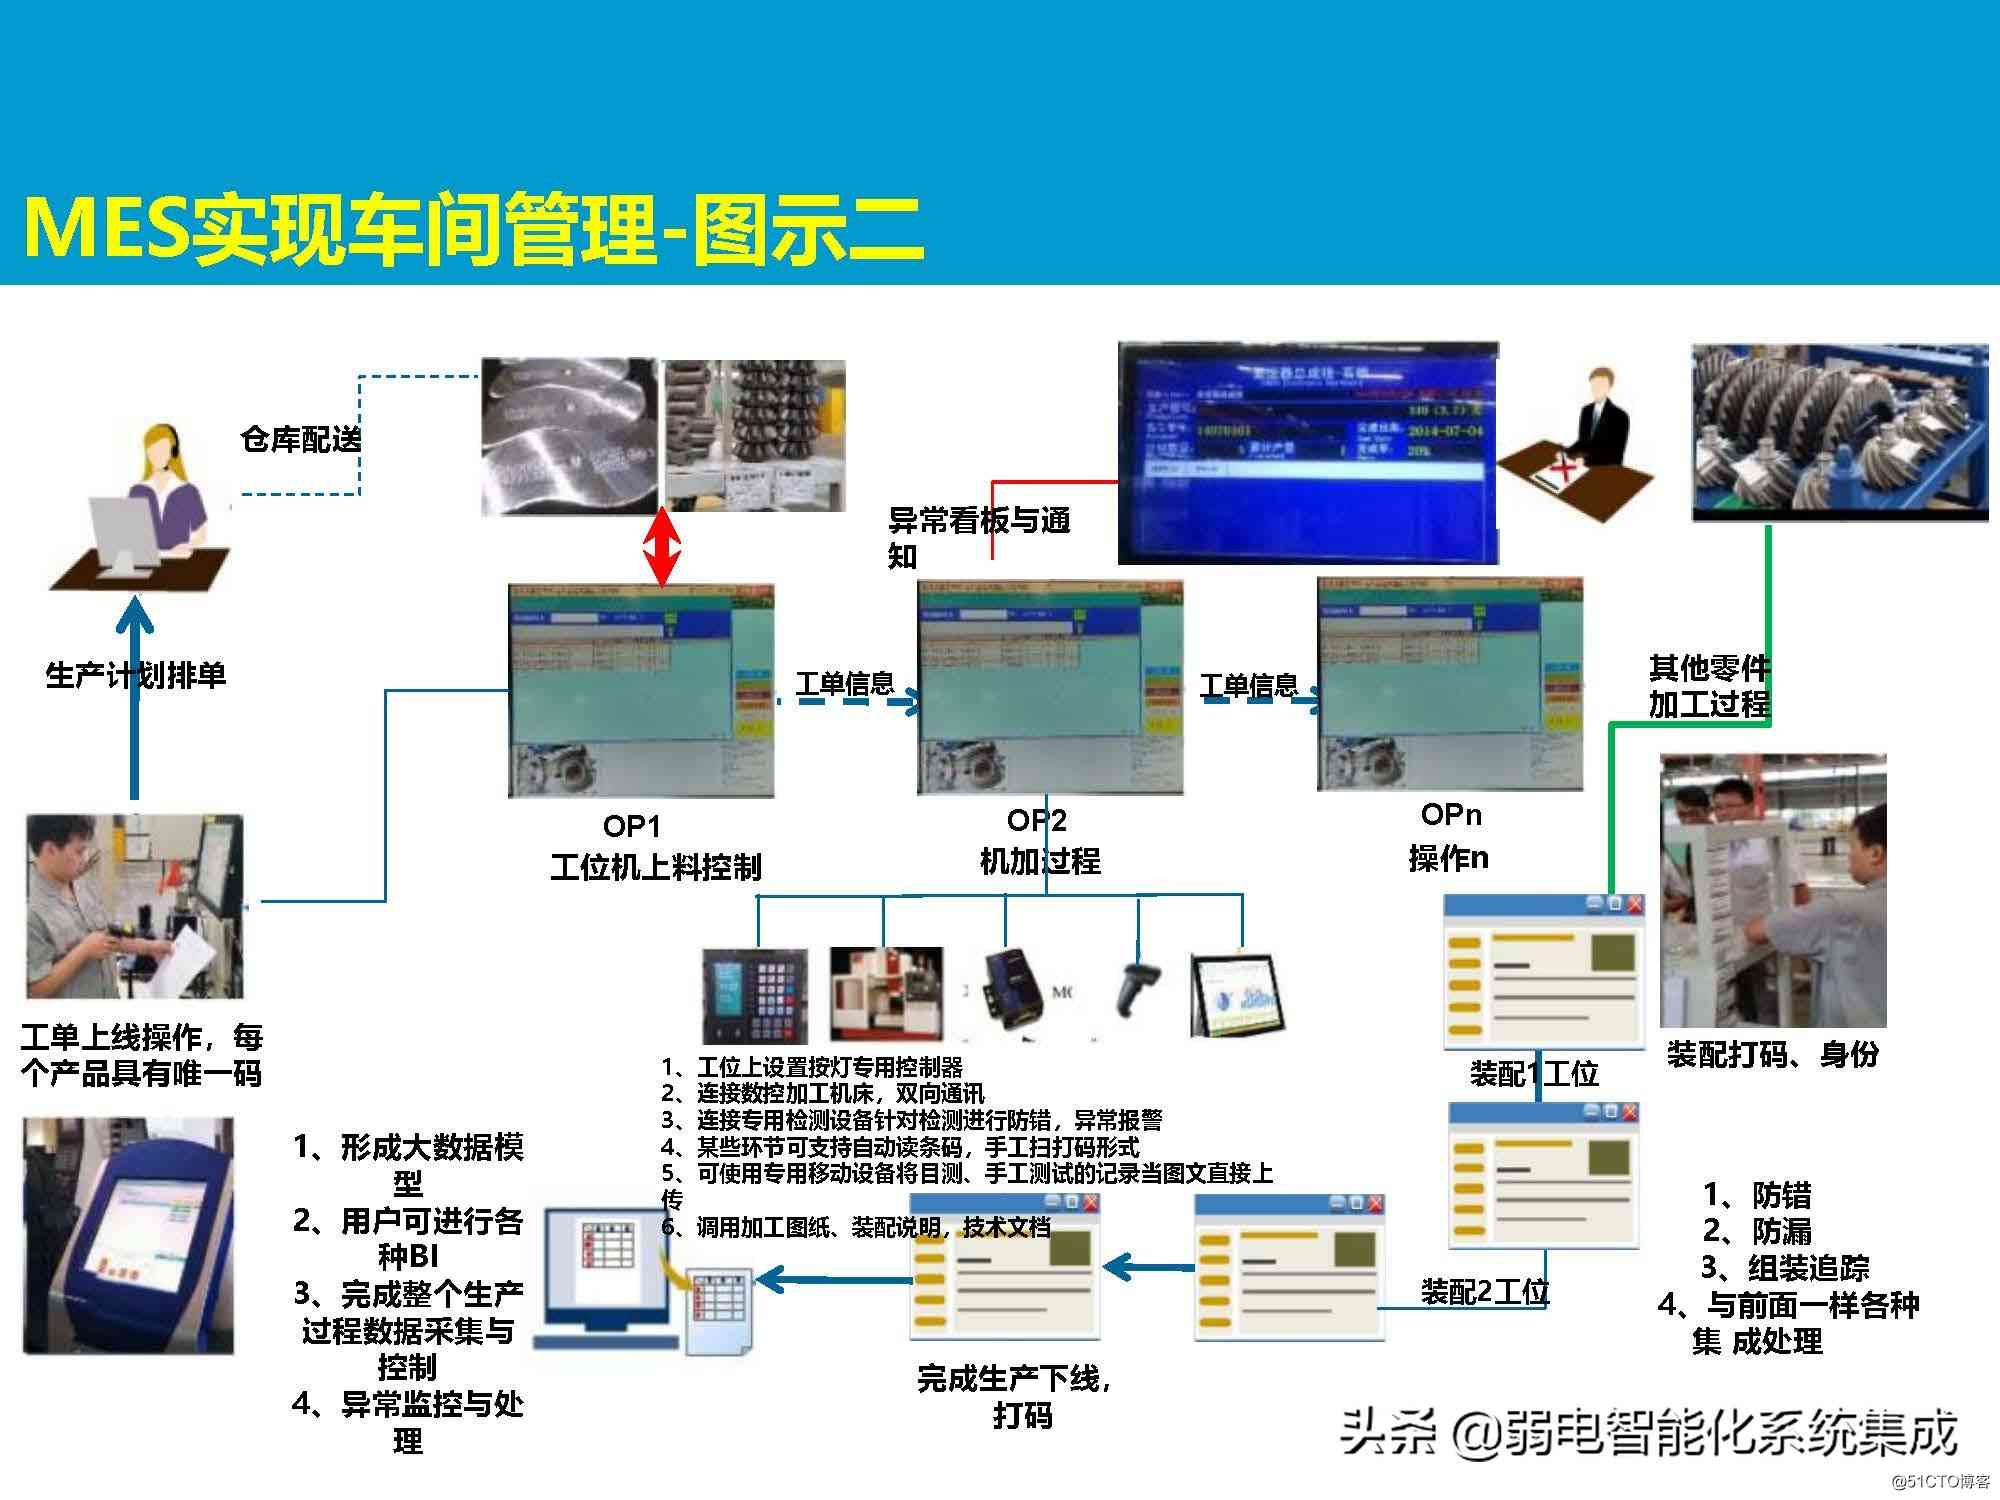 MES实现车间管理-图示二
仓库配送
异常看板与通
知
14070101
2014-07-04
20%
生产计划排单
工单信息
工单信息
其他零件
加工过程
OP1
工位机上料控制
OP2
机加过程
OPn
操作n
工单上线操作，每
个产品具有唯一码
装配打码、身份
装配1工位
1、工位上设置按灯专用控制器
2、连接数控加工机床，双向通讯
3、连接专用检测设备针对检测进行防错，异常报警
4、某些环节可支持自动读条码，手工扫打码形式
5、可使用专用移动设备将目测、手工测试的记录当图文直接上
传
6、调用加工图纸、装配说明，技术文档
1、形成大数据模
型
2、用户可进行各
种BI
3、完成整个生产
过程数据采集与
控制
4、异常监控与处
理
装配2工位
1、防错
2、防漏
3、组装追踪
4、与前面一样各种
集 成处理
完成生产下线，
打码
头条 @弱电智能化系统集成
@51CTO博客